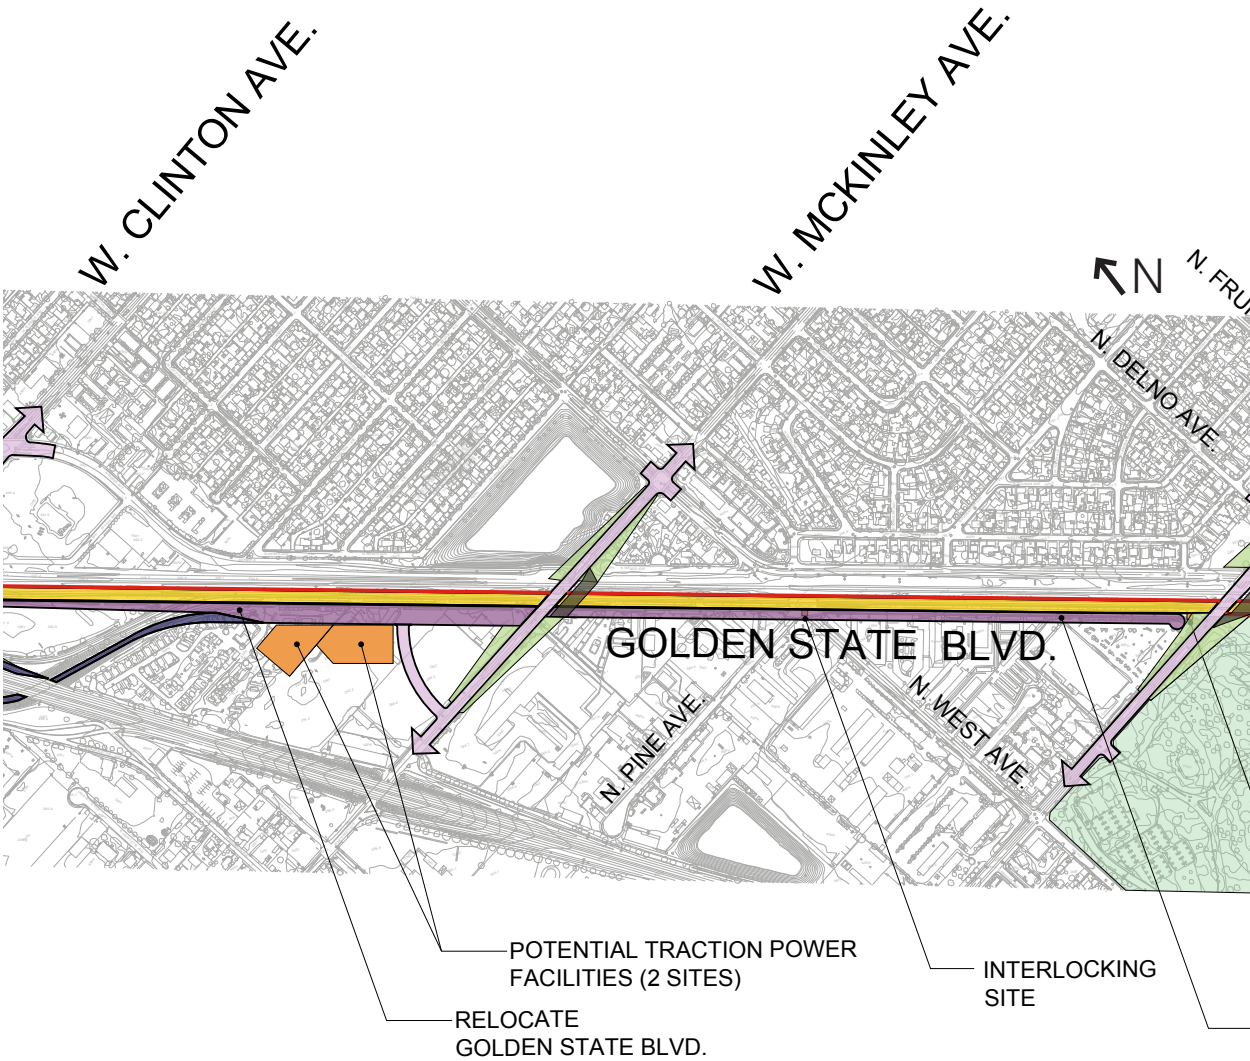 W. CLINTON AVE.
W. MCKINLEY AVE.
N
N. FRUI
N. DELNO AVE.
GOLDEN STATE BLVD.
N. WEST AVE.
N. PINE AVE.
POTENTIAL TRACTION POWER
FACILITIES (2 SITES)
INTERLOCKING
SITE
RELOCATE
GOLDEN STATE BLVD.